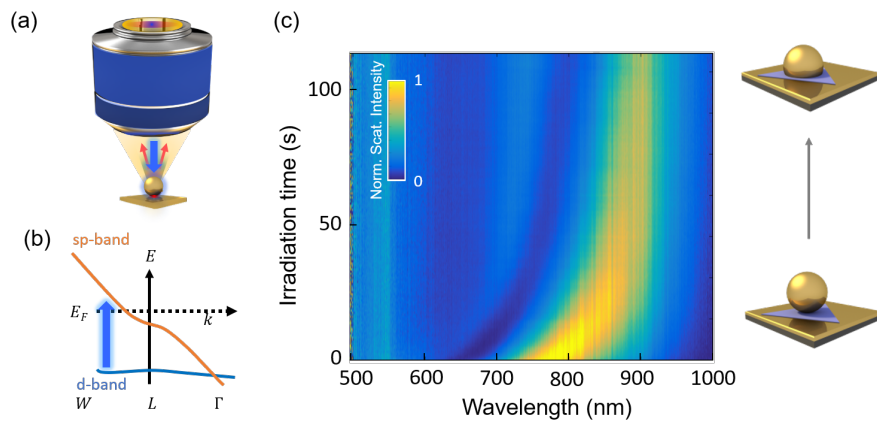 (a)
(b)
sp-band
E
E_F
k
d-band
W L Γ
(c)
Irradiation time (s)
100
50
0
1
Norm. Scat. Intensity
0
500 600 700 800 900 1000
Wavelength (nm)